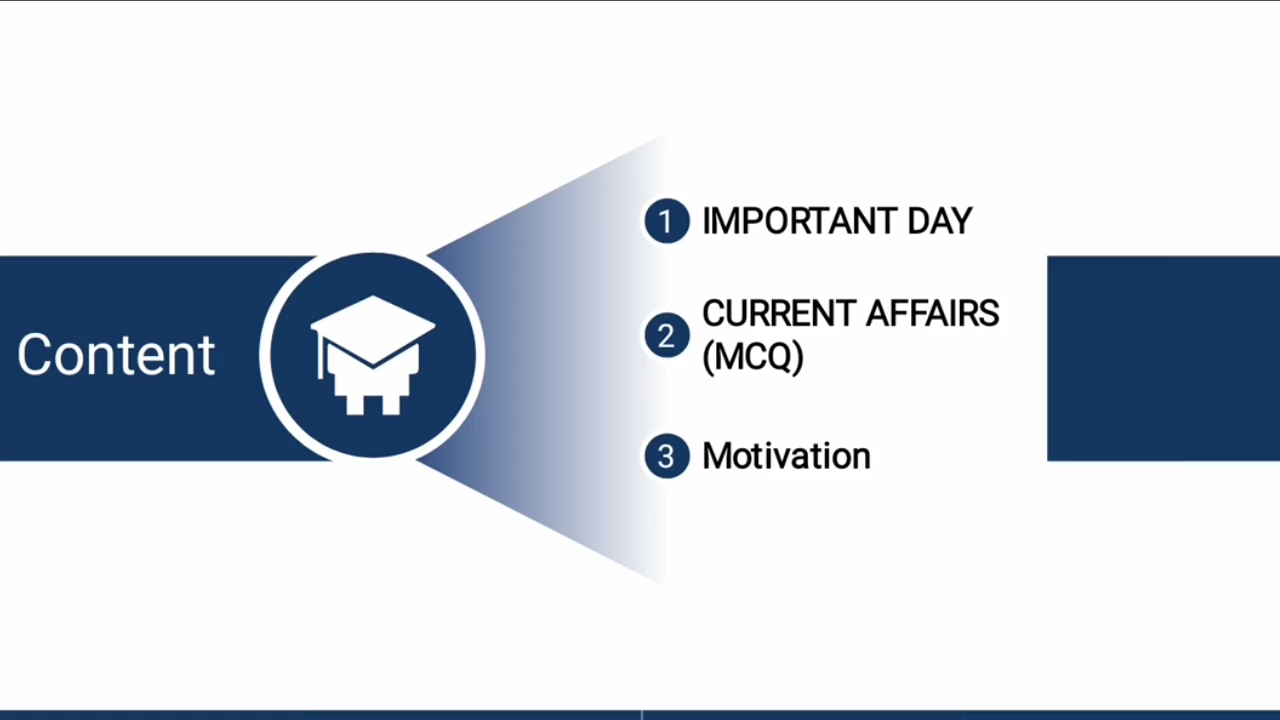 Content
1 IMPORTANT DAY
2 CURRENT AFFAIRS
(MCQ)
3 Motivation